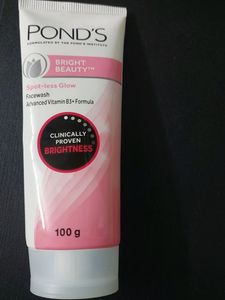 POND'S
FORMULATED BY THE POND'S INSTITUTE
BRIGHT
BEAUTY™
Spot-less Glow
Facewash
Advanced Vitamin B3+ Formula
CLINICALLY
PROVEN
BRIGHTNESS
100 g